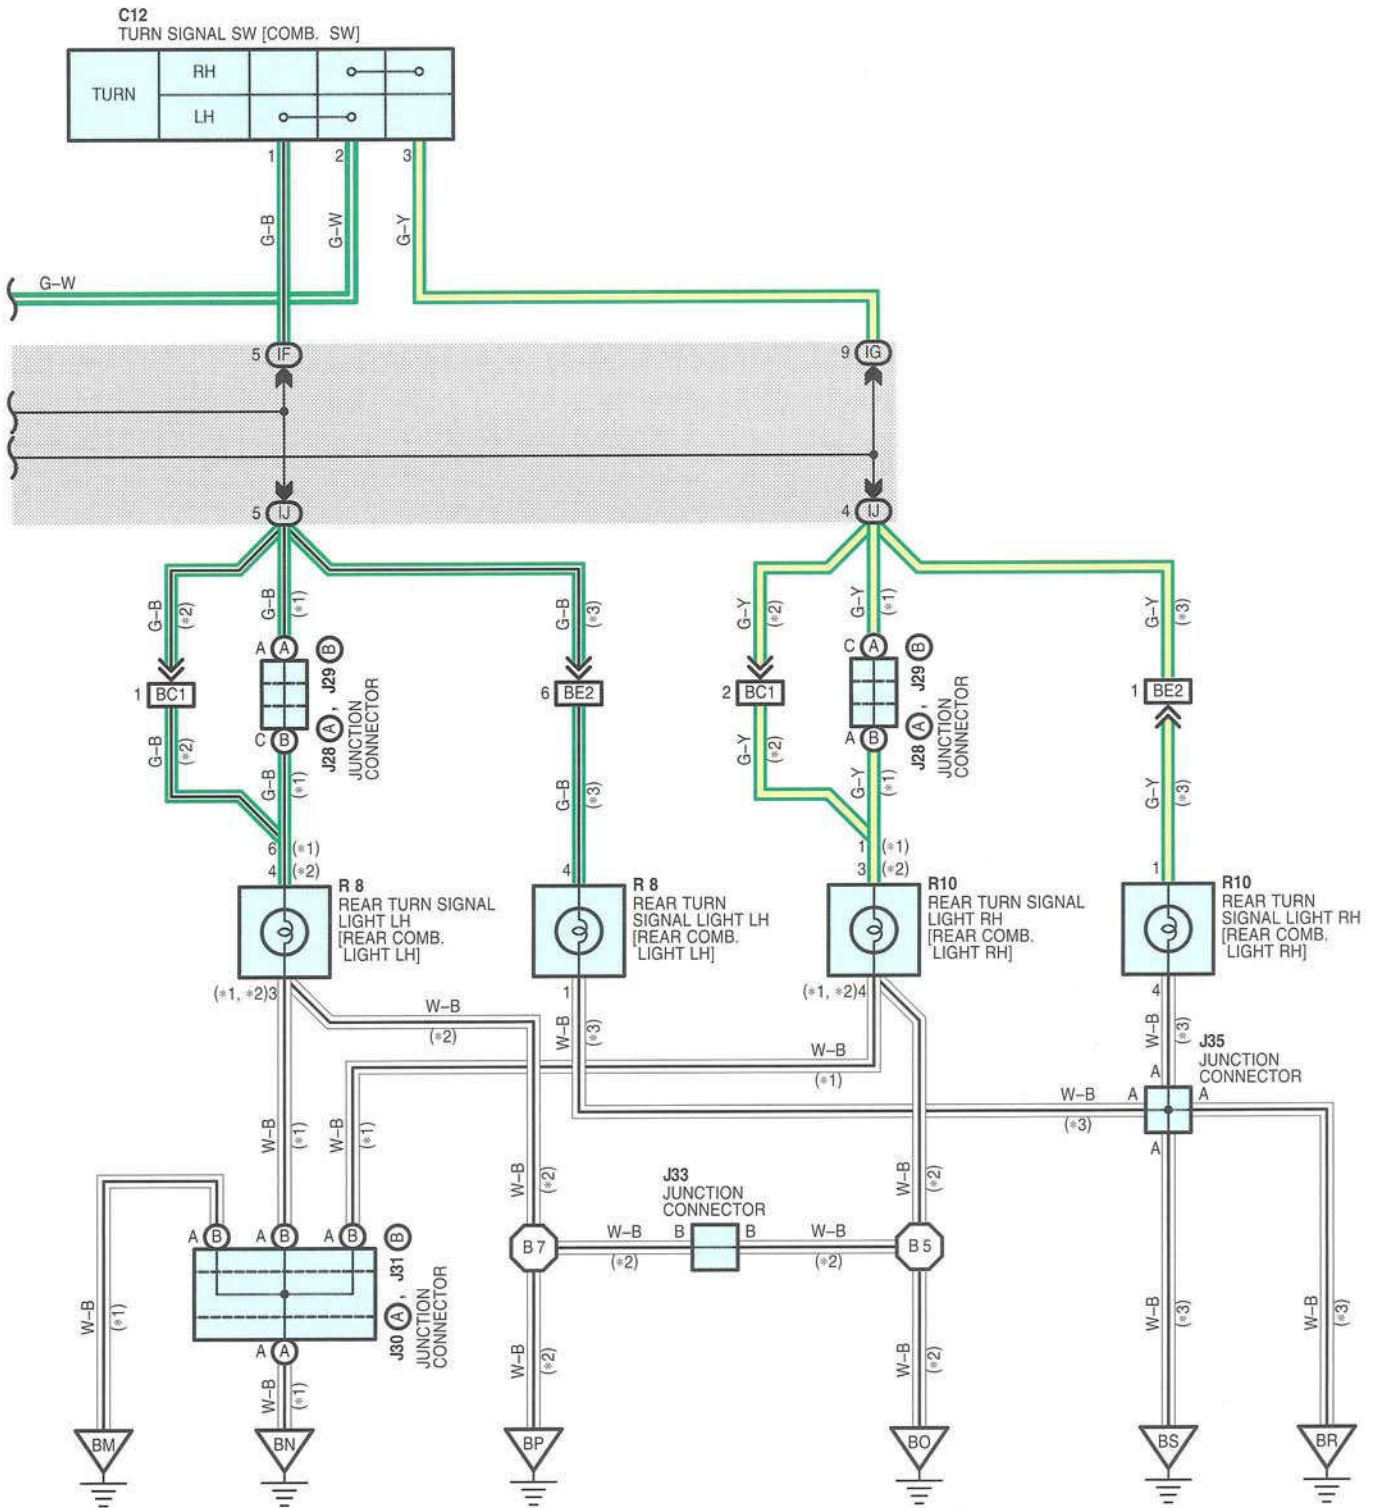 C12
TURN SIGNAL SW [COMB. SW]
TURN
RH
LH
1
2
3
G–B
G–W
G–Y
G–W
5 IF
9 IG
5 IJ
4 IJ
G–B
(*2)
G–B
(*1)
G–B
(*3)
G–Y
(*2)
G–Y
(*1)
G–Y
(*3)
A A
C A
J28 A , J29 B
JUNCTION
CONNECTOR
J28 A , J29 B
JUNCTION
CONNECTOR
1 BC1
6 BE2
2 BC1
1 BE2
C B
A B
G–B
(*2)
G–B
(*1)
G–B
(*3)
G–Y
(*2)
G–Y
(*1)
G–Y
(*3)
6 (*1)
4 (*2)
4
1 (*1)
3 (*2)
1
R 8
REAR TURN SIGNAL
LIGHT LH
[REAR COMB.
LIGHT LH]
R 8
REAR TURN
SIGNAL LIGHT LH
[REAR COMB.
LIGHT LH]
R10
REAR TURN SIGNAL
LIGHT RH
[REAR COMB.
LIGHT RH]
R10
REAR TURN
SIGNAL LIGHT RH
[REAR COMB.
LIGHT RH]
(*1, *2)3
1
(*1, *2)4
4
W–B
(*2)
W–B
(*3)
W–B
(*1)
W–B
(*3)
J35
JUNCTION
CONNECTOR
A
A
A
A
W–B
(*3)
W–B
(*1)
W–B
(*1)
W–B
(*2)
W–B
(*2)
J33
JUNCTION
CONNECTOR
A B
A B
A B
J30 A , J31 B
JUNCTION
CONNECTOR
B 7
W–B
(*2)
B
B
W–B
(*2)
B 5
W–B
(*1)
A A
W–B
(*1)
W–B
(*2)
W–B
(*2)
W–B
(*3)
W–B
(*3)
BM
BN
BP
BO
BS
BR